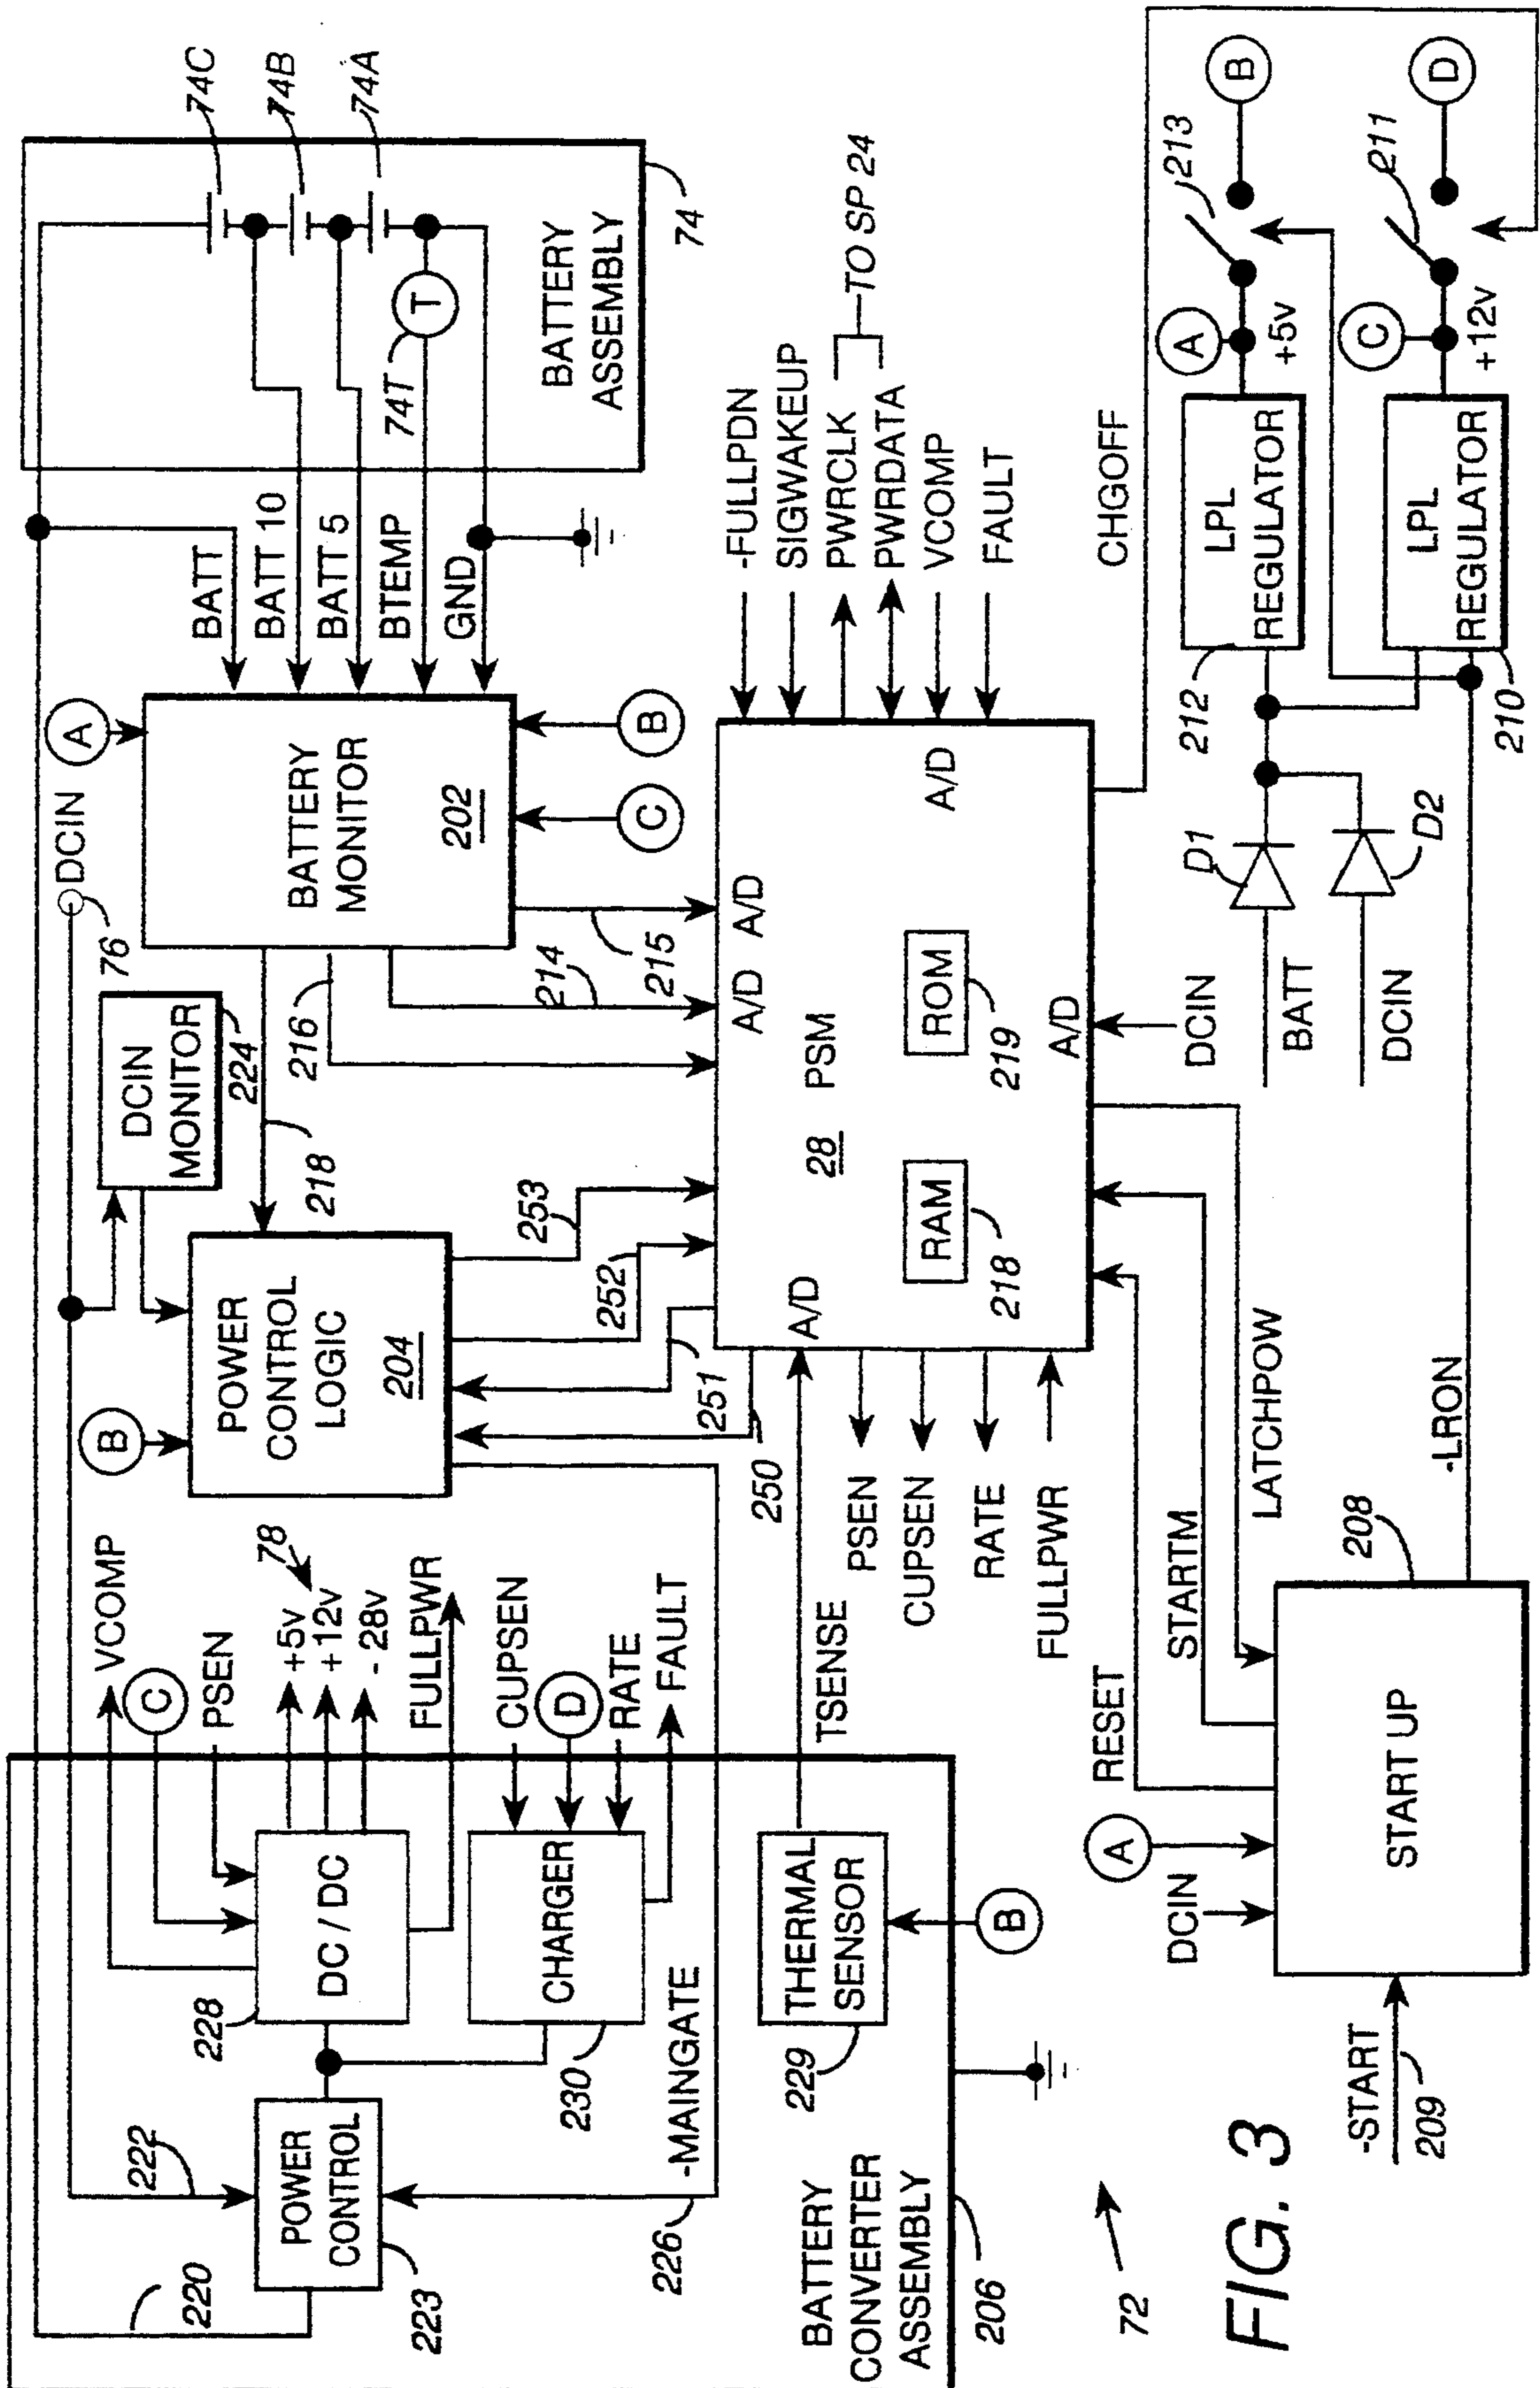 BATTERY
CONVERTER
ASSEMBLY
206
220
222
POWER
CONTROL
223
226
-MAINGATE
228
DC / DC
CHARGER
230
THERMAL
SENSOR
229
B
VCOMP
C
PSEN
+5v
+12v
-28v
78
FULLPWR
CUPSEN
D
RATE
FAULT
TSENSE
B
POWER
CONTROL
LOGIC
204
DCIN
MONITOR
224
76
DCIN
218
216
214
215
A
BATTERY
MONITOR
202
C
B
BATT
BATT 10
BATT 5
BTEMP
GND
74T
T
BATTERY
ASSEMBLY
74
74C
74B
74A
250
251
252
253
A/D
A/D
A/D
A/D
A/D
PSM
28
RAM
218
ROM
219
PSEN
CUPSEN
RATE
FULLPWR
-FULLPDN
SIGWAKEUP
PWRCLK
PWRDATA
TO SP 24
VCOMP
FAULT
CHGOFF
RESET
STARTM
LATCHPOW
-LRON
DCIN
A
START UP
208
-START
209
DCIN
BATT
DCIN
D1
D2
212
LPL
REGULATOR
A
+5v
213
B
LPL
REGULATOR
210
C
+12v
211
D
72
FIG. 3